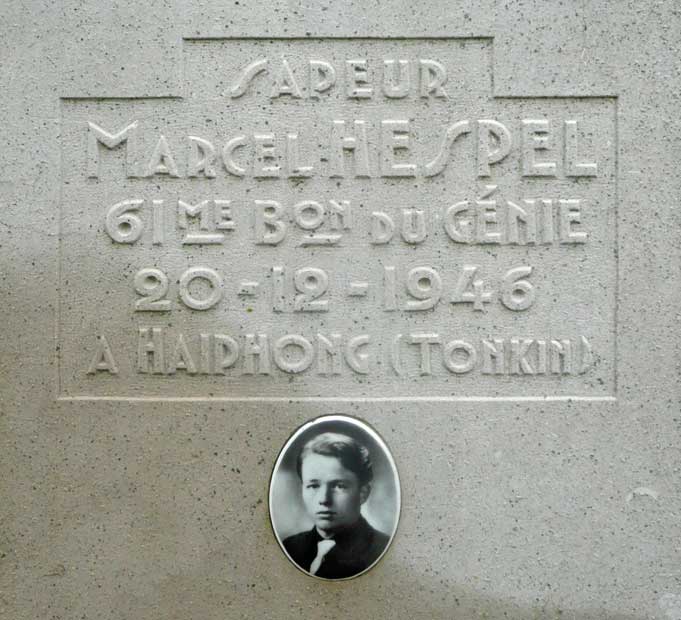 SAPEUR
MARCEL HESPEL
61ME BON DU GÉNIE
20-12-1946
A HAIPHONG (TONKIN)